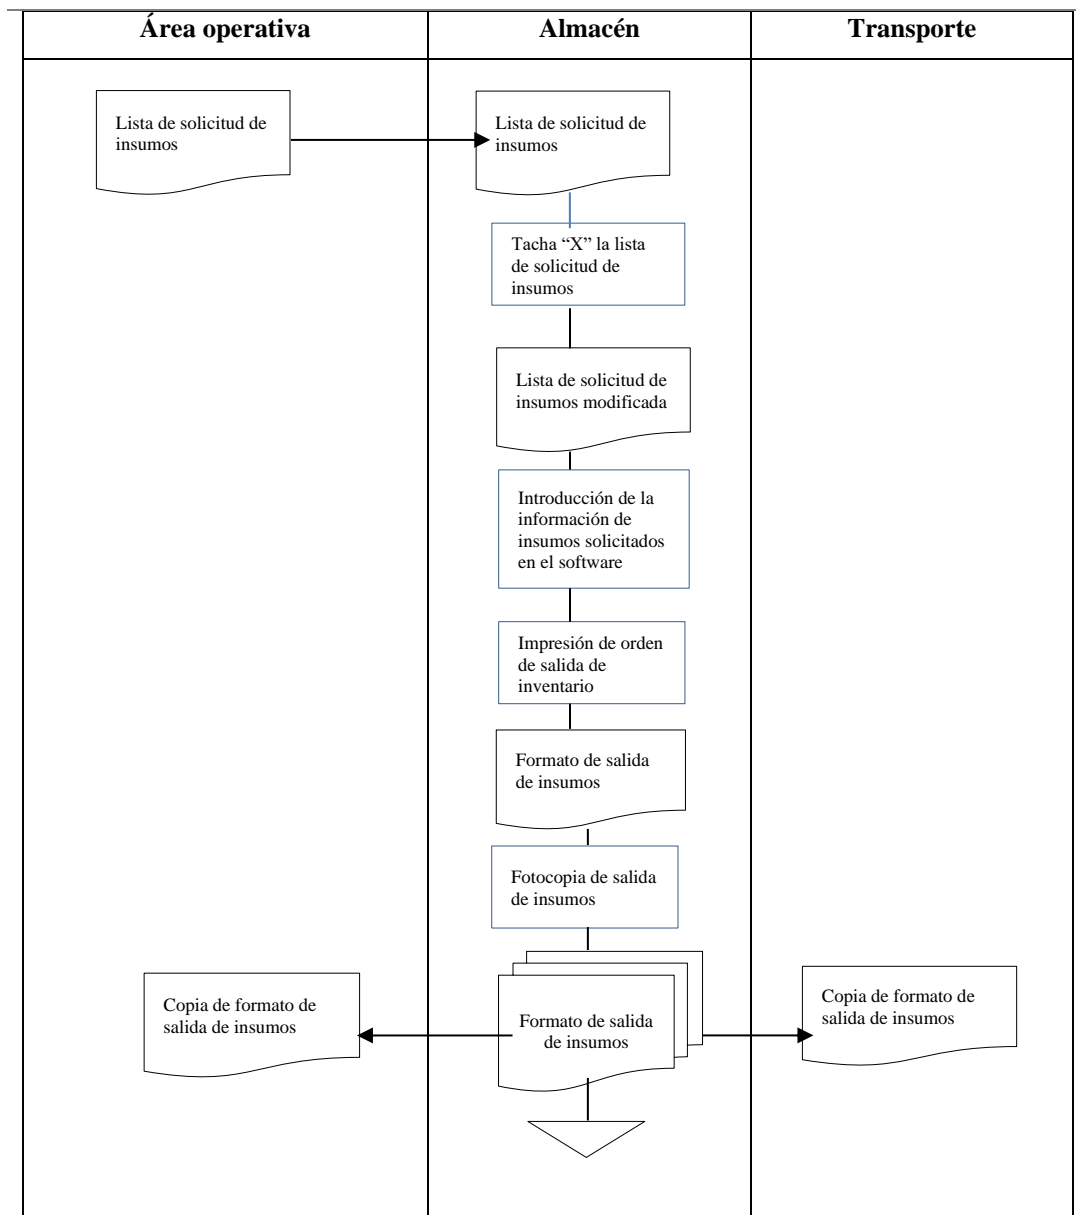 Área operativa
Almacén
Transporte
Lista de solicitud de
insumos
Lista de solicitud de
insumos
Tacha “X” la lista
de solicitud de
insumos
Lista de solicitud de
insumos modificada
Introducción de la
información de
insumos solicitados
en el software
Impresión de orden
de salida de
inventario
Formato de salida
de insumos
Fotocopia de salida
de insumos
Copia de formato de
salida de insumos
Formato de salida
de insumos
Copia de formato de
salida de insumos